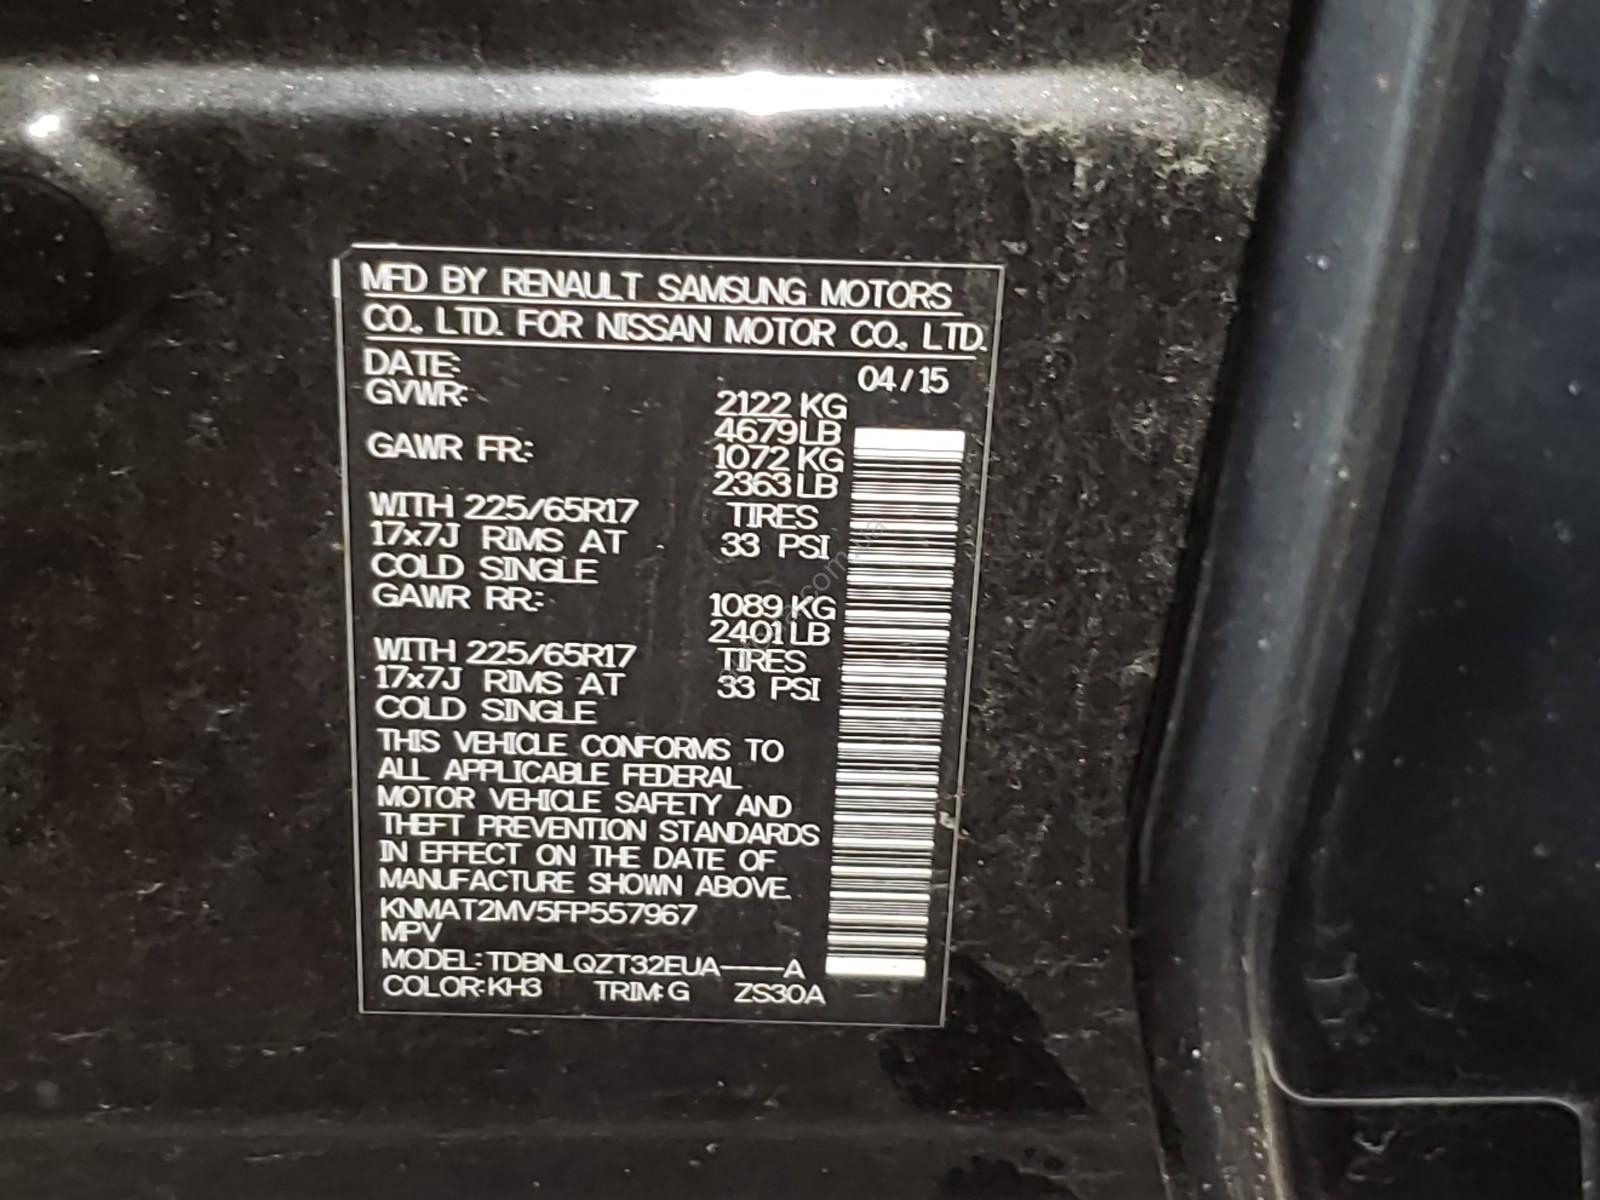 MFD BY RENAULT SAMSUNG MOTORS
CO., LTD. FOR NISSAN MOTOR CO., LTD.
DATE: 04/15
GVWR: 2122 KG
4679 LB
GAWR FR: 1072 KG
2363 LB
WITH 225/65R17 TIRES
17x7J RIMS AT 33 PSI
COLD SINGLE
GAWR RR: 1089 KG
2401 LB
WITH 225/65R17 TIRES
17x7J RIMS AT 33 PSI
COLD SINGLE
THIS VEHICLE CONFORMS TO
ALL APPLICABLE FEDERAL
MOTOR VEHICLE SAFETY AND
THEFT PREVENTION STANDARDS
IN EFFECT ON THE DATE OF
MANUFACTURE SHOWN ABOVE.
KNMAT2MV5FP557967
MPV
MODEL: TDBNLQZT32EUA----A
COLOR: KH3 TRIM: G ZS30A